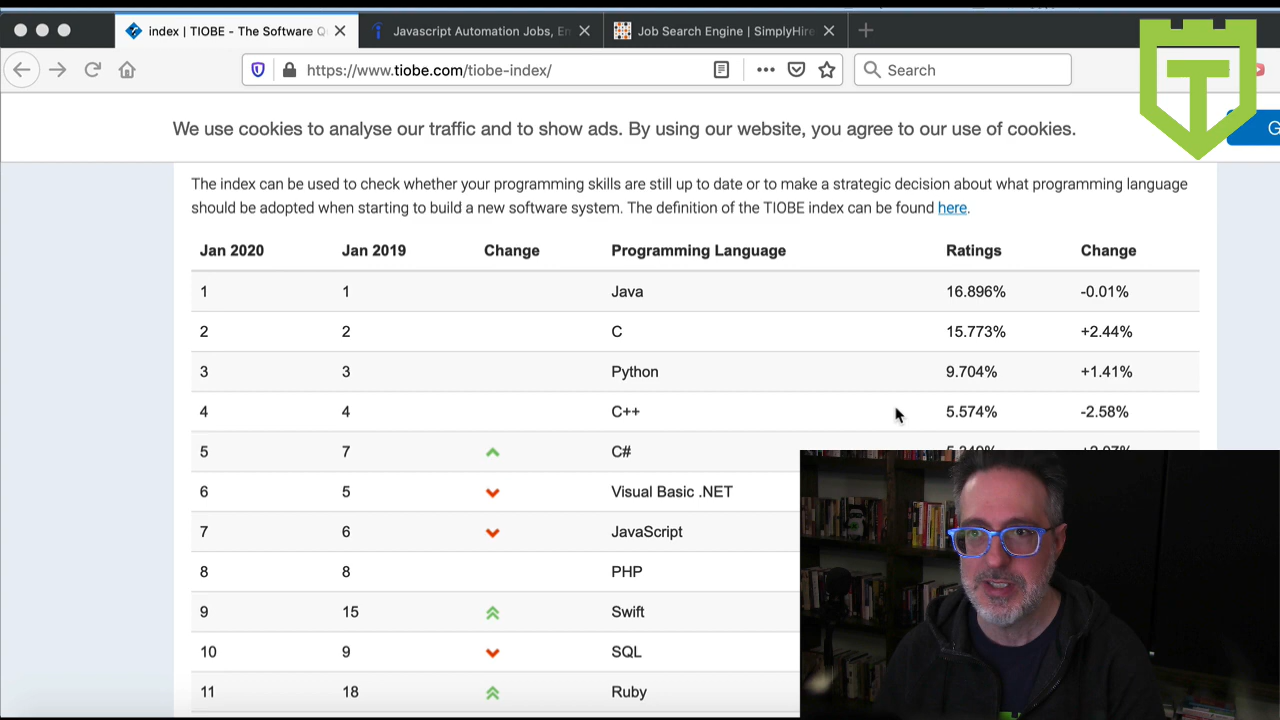 index | TIOBE - The Software Q
Javascript Automation Jobs, Em
Job Search Engine | SimplyHire
https://www.tiobe.com/tiobe-index/
Search
T
We use cookies to analyse our traffic and to show ads. By using our website, you agree to our use of cookies.
G
The index can be used to check whether your programming skills are still up to date or to make a strategic decision about what programming language
should be adopted when starting to build a new software system. The definition of the TIOBE index can be found here.
Jan 2020 Jan 2019 Change Programming Language Ratings Change
1 1 Java 16.896% -0.01%
2 2 C 15.773% +2.44%
3 3 Python 9.704% +1.41%
4 4 C++ 5.574% -2.58%
5 7 C#
6 5 Visual Basic .NET
7 6 JavaScript
8 8 PHP
9 15 Swift
10 9 SQL
11 18 Ruby